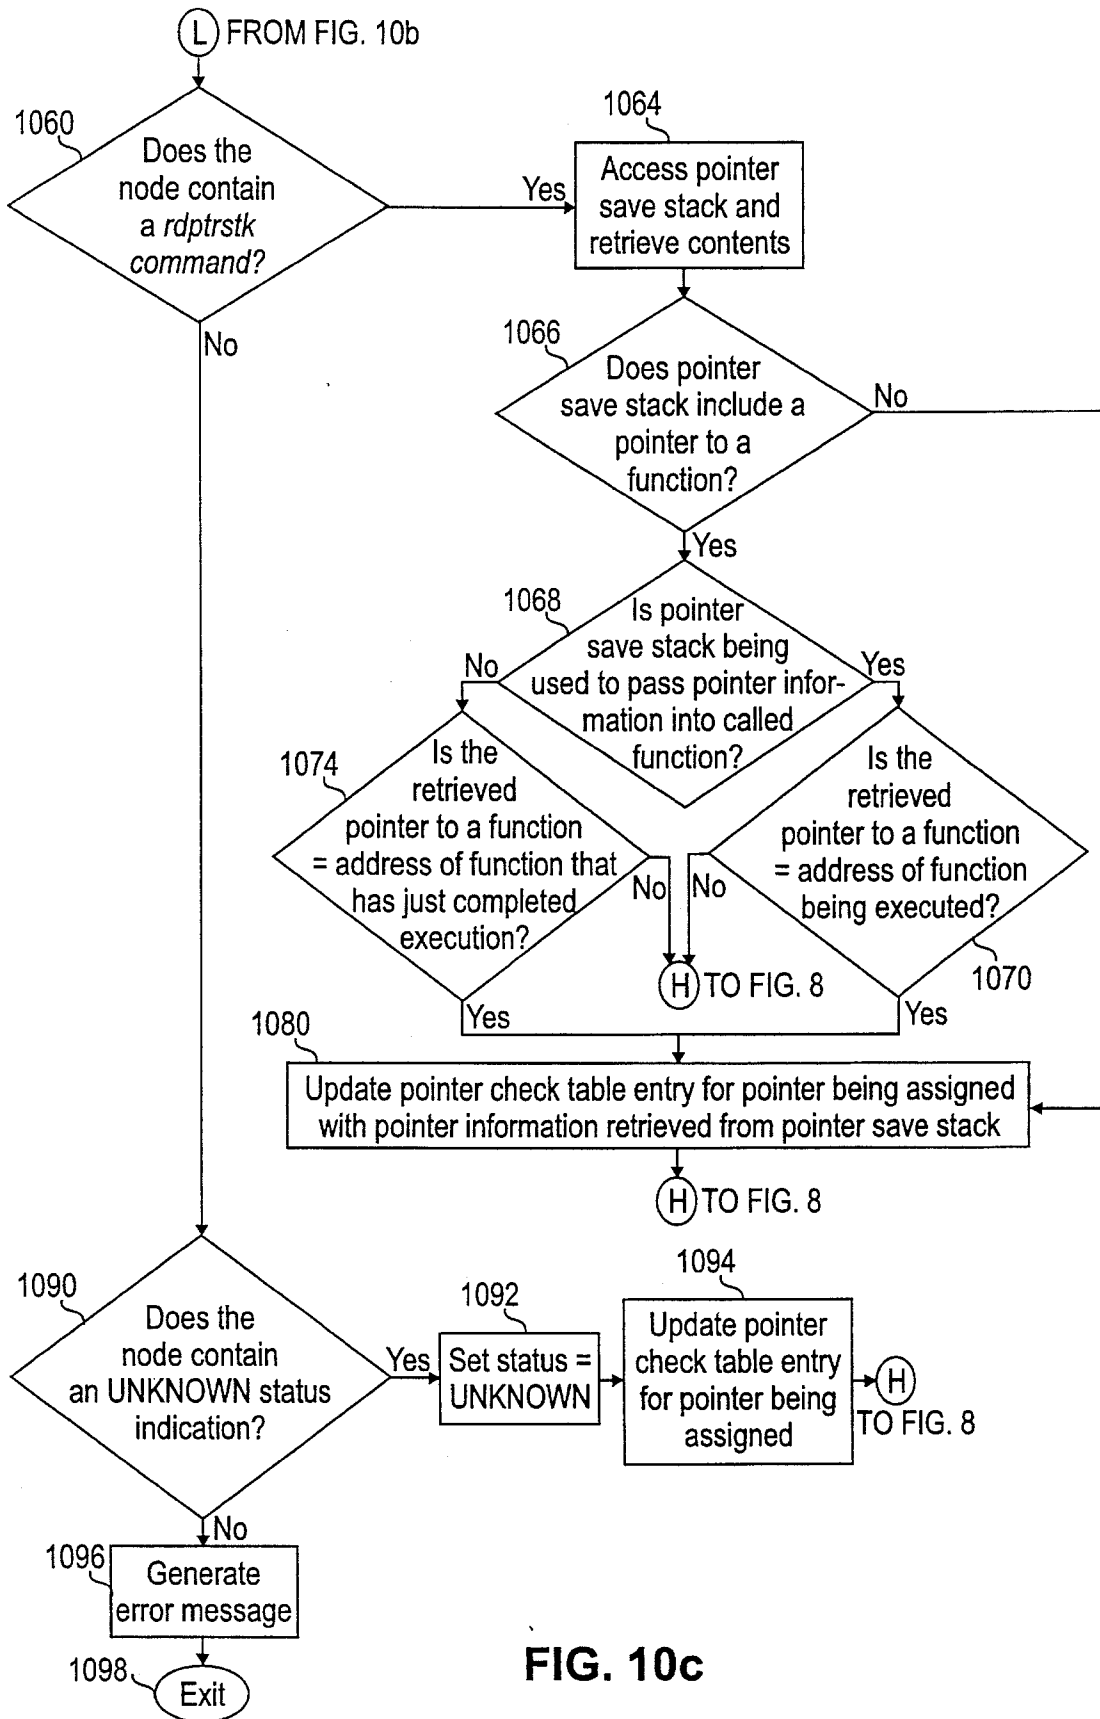 L FROM FIG. 10b
1060
Does the
node contain
a rdptrstk
command?
Yes
No
1064
Access pointer
save stack and
retrieve contents
1066
Does pointer
save stack include a
pointer to a
function?
No
Yes
1068
Is pointer
save stack being
used to pass pointer infor-
mation into called
function?
No
Yes
1074
Is the
retrieved
pointer to a function
= address of function that
has just completed
execution?
No
Yes
Is the
retrieved
pointer to a function
= address of function
being executed?
No
1070
Yes
H TO FIG. 8
1080
Update pointer check table entry for pointer being assigned
with pointer information retrieved from pointer save stack
H TO FIG. 8
1090
Does the
node contain
an UNKNOWN status
indication?
Yes
No
1092
Set status =
UNKNOWN
1094
Update pointer
check table entry
for pointer being
assigned
H
TO FIG. 8
1096
Generate
error message
1098
Exit
FIG. 10c